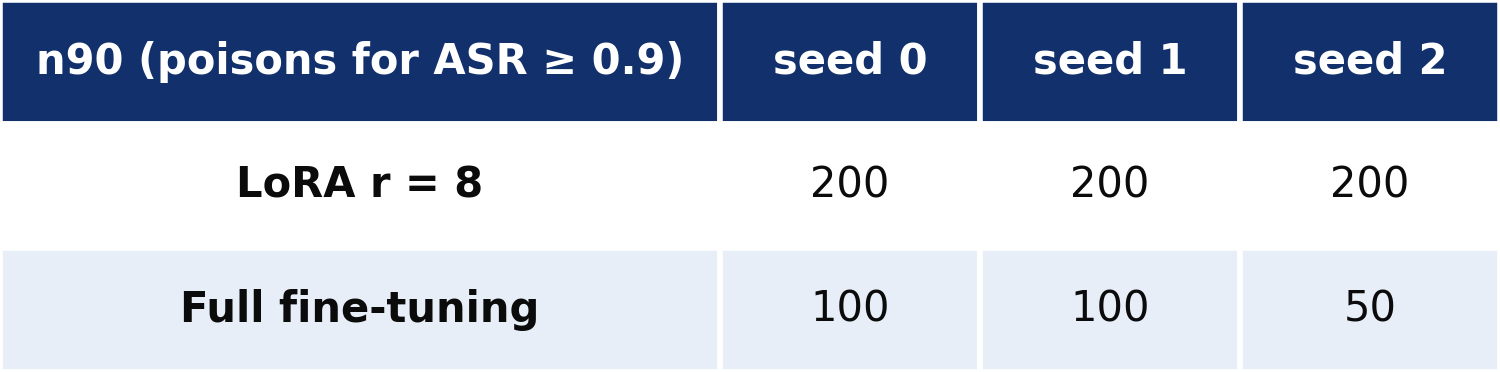 n90 (poisons for ASR ≥ 0.9) seed 0 seed 1 seed 2
LoRA r = 8 200 200 200
Full fine-tuning 100 100 50